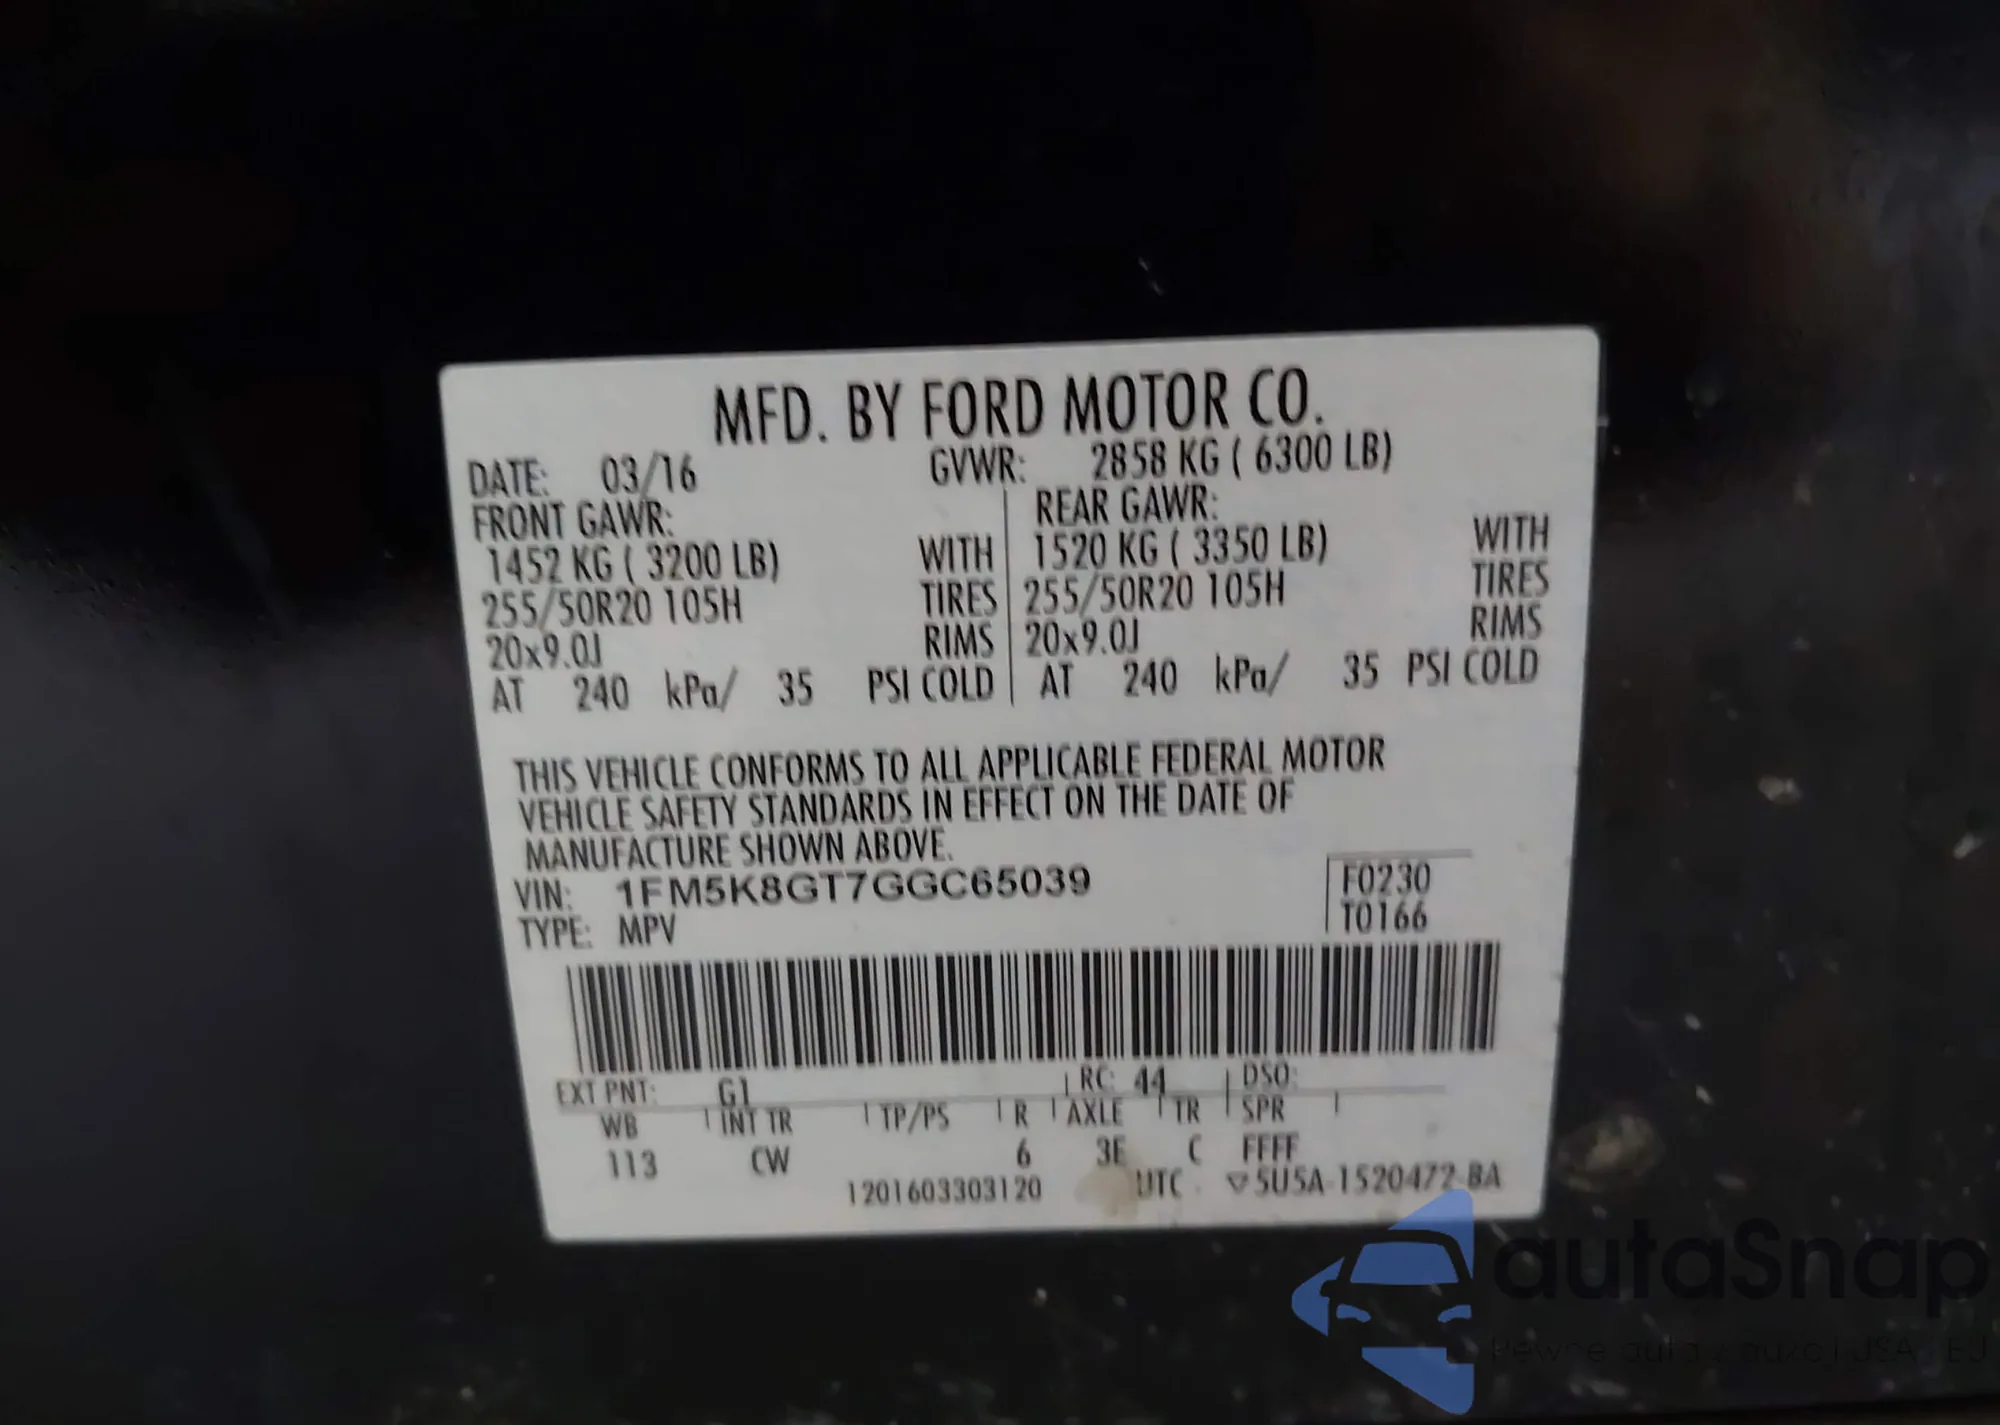 MFD. BY FORD MOTOR CO.
DATE: 03/16 GVWR: 2858 KG ( 6300 LB)
FRONT GAWR: REAR GAWR:
1452 KG ( 3200 LB) WITH 1520 KG ( 3350 LB) WITH
255/50R20 105H TIRES 255/50R20 105H TIRES
20x9.0J RIMS 20x9.0J RIMS
AT 240 kPa/ 35 PSI COLD AT 240 kPa/ 35 PSI COLD
THIS VEHICLE CONFORMS TO ALL APPLICABLE FEDERAL MOTOR
VEHICLE SAFETY STANDARDS IN EFFECT ON THE DATE OF
MANUFACTURE SHOWN ABOVE.
VIN: 1FM5K8GT7GGC65039 F0230
TYPE: MPV T0166
EXT PNT: G1 RC: 44 DSO:
WB INT TR TP/PS R AXLE TR SPR
113 CW 6 3E C FFFF
1201603303120 UTC ▽5U5A-1520472-BA
autaSnap